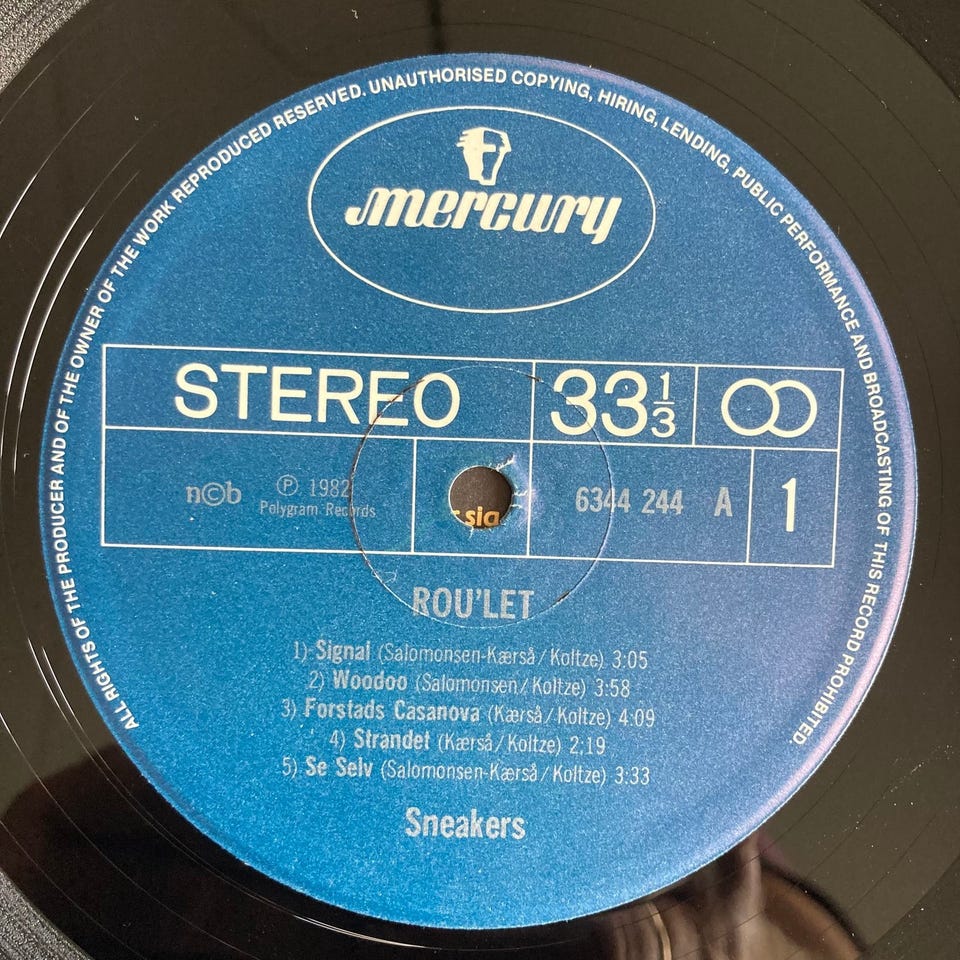 ALL RIGHTS OF THE PRODUCER AND OF THE OWNER OF THE WORK REPRODUCED RESERVED. UNAUTHORISED COPYING, HIRING, LENDING, PUBLIC PERFORMANCE AND BROADCASTING OF THIS RECORD PROHIBITED.
mercury
STEREO 33 1/3
n©b ℗ 1982 6344 244 A 1
Polygram Records
sia
ROU'LET
1) Signal (Salomonsen-Kærså/Koltze) 3:05
2) Woodoo (Salomonsen/Koltze) 3:58
3) Forstads Casanova (Kærså/Koltze) 4:09
4) Strandet (Kærså/Koltze) 2;19
5) Se Selv (Salomonsen-Kærså/Koltze) 3:33
Sneakers